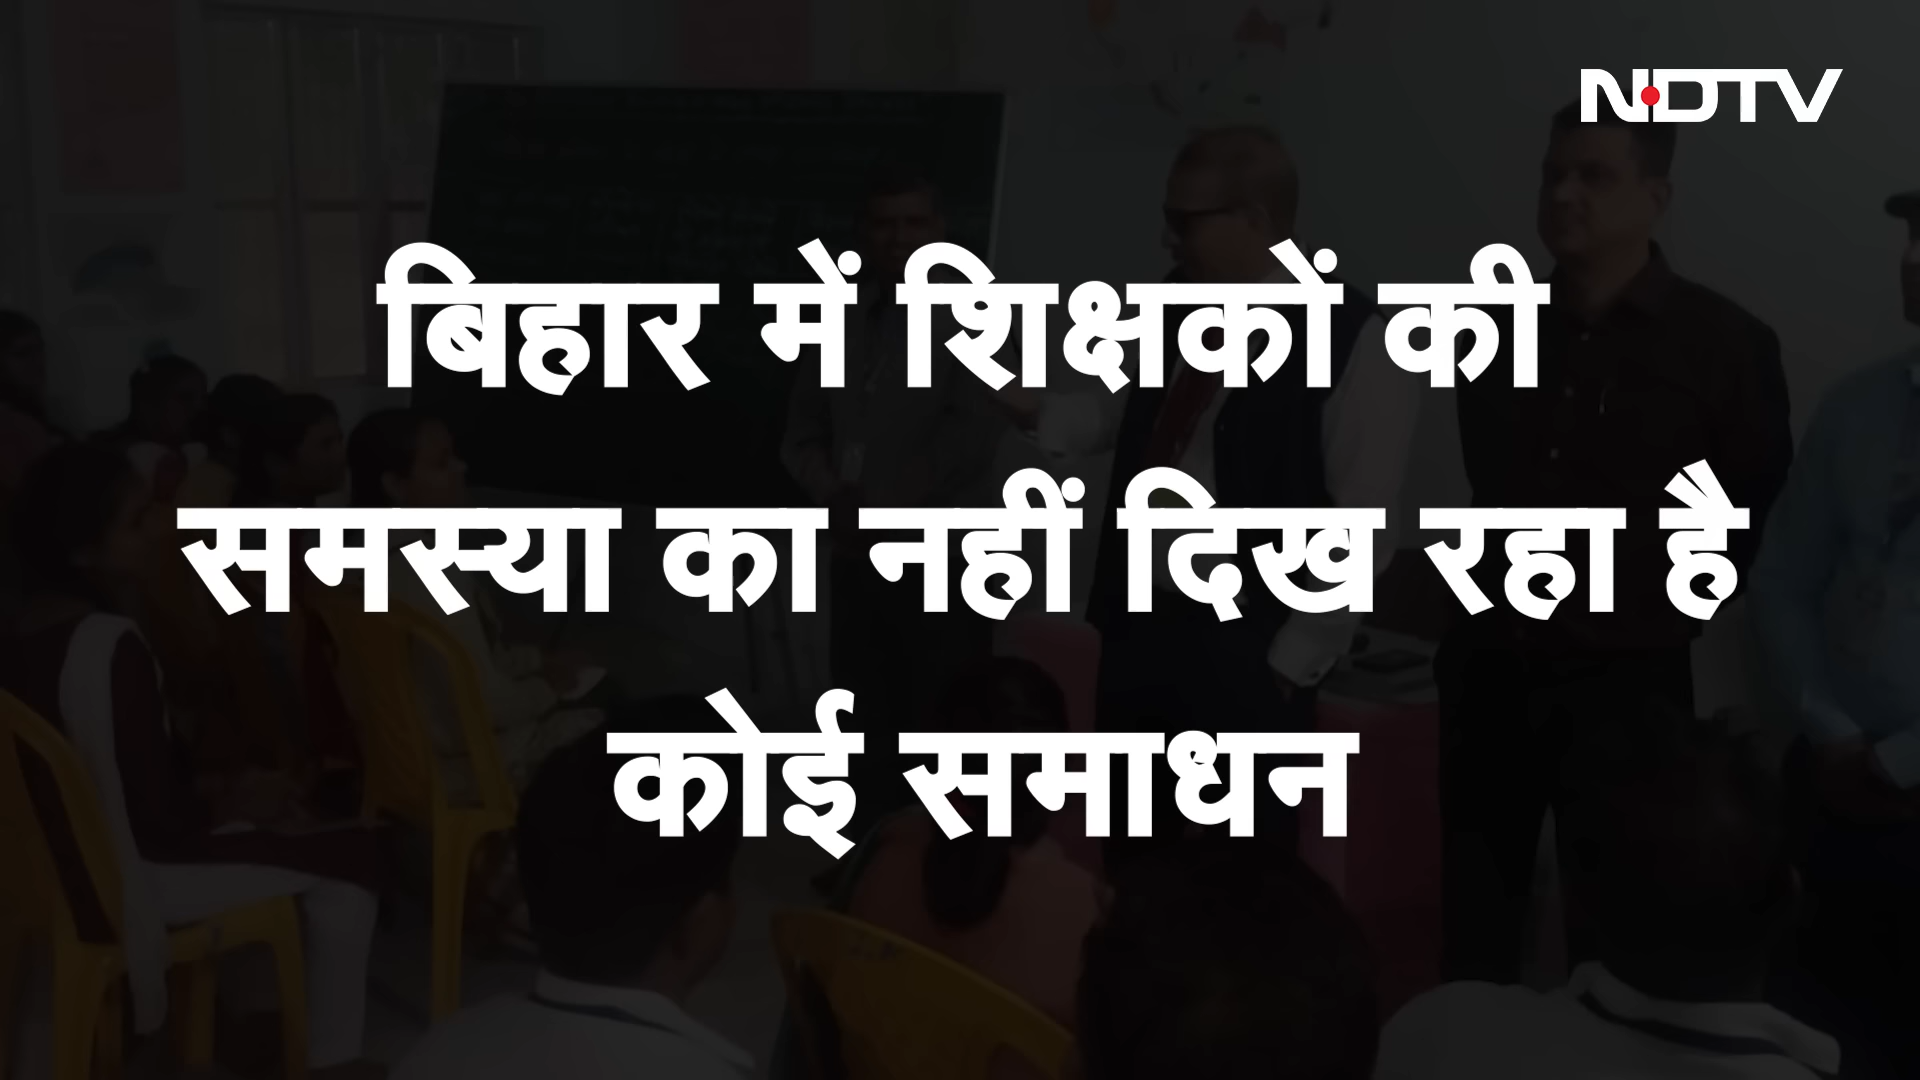 NDTV
बिहार में शिक्षकों की
समस्या का नहीं दिख रहा है
कोई समाधन